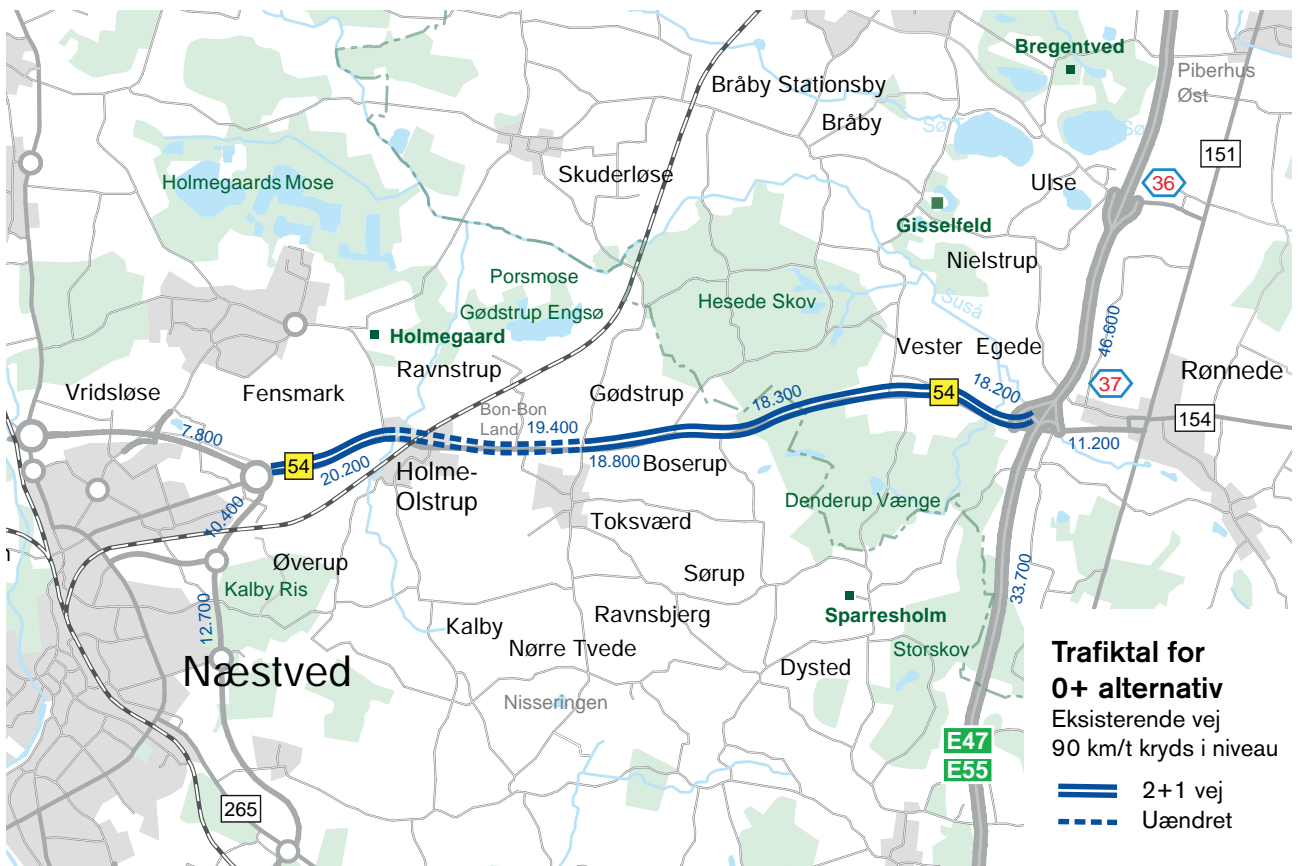 Bregentved
Piberhus
Øst
Bråby Stationsby
Bråby
Sø
Sø
151
Skuderløse
Holmegaards Mose
Ulse
36
Gisselfeld
Nielstrup
Porsmose
Gødstrup Engsø
Hesede Skov
Suså
46.600
Holmegaard
Ravnstrup
Vester Egede
Rønnede
37
Vridsløse
Fensmark
Gødstrup
18.300
54
18.200
154
Bon-Bon
Land
19.400
7.800
54
20.200
18.800
11.200
Holme-
Olstrup
Boserup
10.400
Denderup Vænge
Toksværd
Øverup
Kalby Ris
Sørup
33.700
12.700
Ravnsbjerg
Sparresholm
Kalby
Nørre Tvede
Storskov
Næstved
Dysted
Nisseringen
E47
E55
265
Trafiktal for
0+ alternativ
Eksisterende vej
90 km/t kryds i niveau
2+1 vej
Uændret